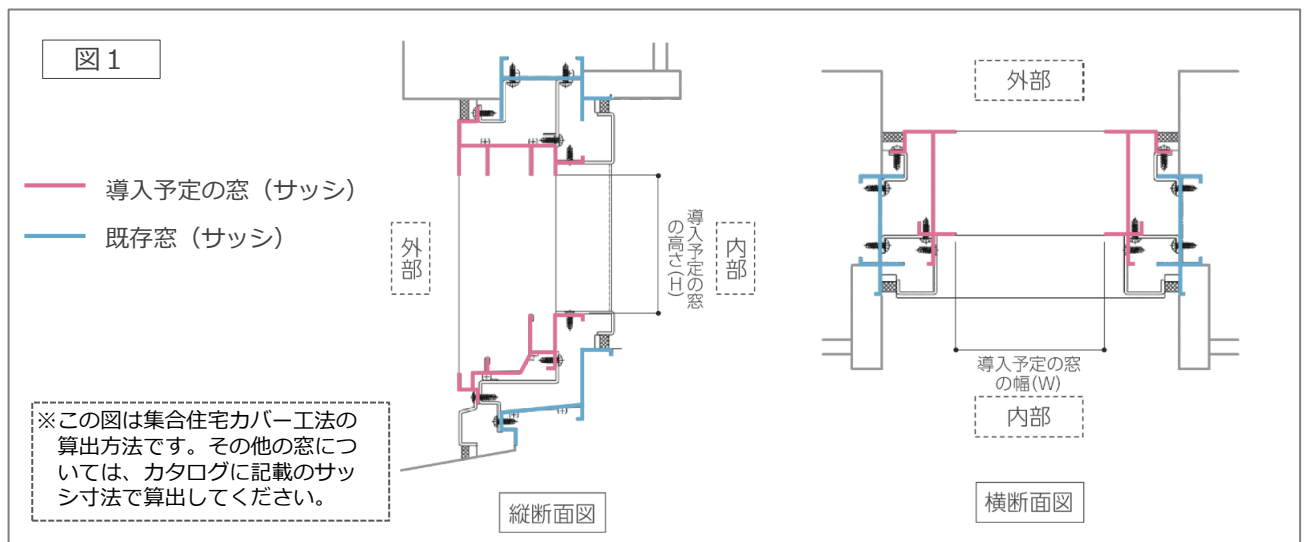 図1
導入予定の窓（サッシ）
既存窓（サッシ）
※この図は集合住宅カバー工法の
算出方法です。その他の窓につ
いては、カタログに記載のサッ
シ寸法で算出してください。
外部
導入予定の窓
の高さ(H)
内部
縦断面図
外部
導入予定の窓
の幅(W)
内部
横断面図